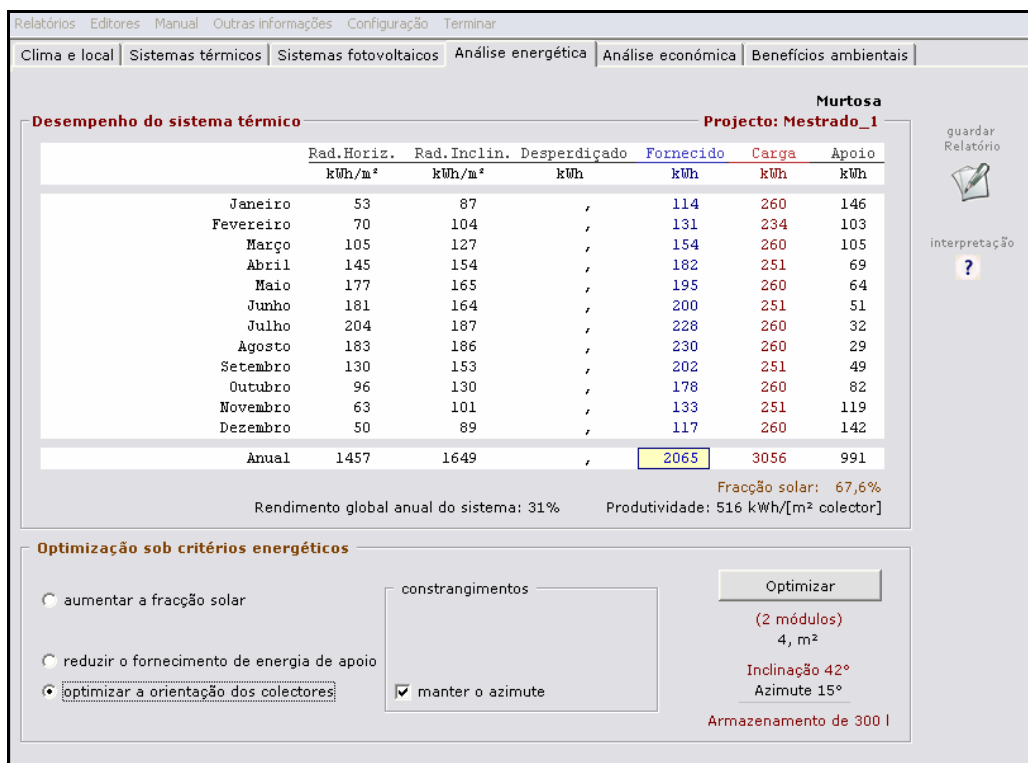 Relatórios Editores Manual Outras informações Configuração Terminar
Clima e local Sistemas térmicos Sistemas fotovoltaicos Análise energética Análise económica Benefícios ambientais
Murtosa
Desempenho do sistema térmico Projecto: Mestrado_1
guardar
Relatório
Rad.Horiz. Rad.Inclin. Desperdiçado Fornecido Carga Apoio
kWh/m² kWh/m² kWh kWh kWh kWh
Janeiro 53 87 , 114 260 146
Fevereiro 70 104 , 131 234 103
Março 105 127 , 154 260 105
interpretação
Abril 145 154 , 182 251 69
?
Maio 177 165 , 195 260 64
Junho 181 164 , 200 251 51
Julho 204 187 , 228 260 32
Agosto 183 186 , 230 260 29
Setembro 130 153 , 202 251 49
Outubro 96 130 , 178 260 82
Novembro 63 101 , 133 251 119
Dezembro 50 89 , 117 260 142
Anual 1457 1649 , 2065 3056 991
Fracção solar: 67,6%
Rendimento global anual do sistema: 31% Produtividade: 516 kWh/[m² colector]
Optimização sob critérios energéticos
aumentar a fracção solar
reduzir o fornecimento de energia de apoio
optimizar a orientação dos colectores
constrangimentos
manter o azimute
Optimizar
(2 módulos)
4, m²
Inclinação 42°
Azimute 15°
Armazenamento de 300 l